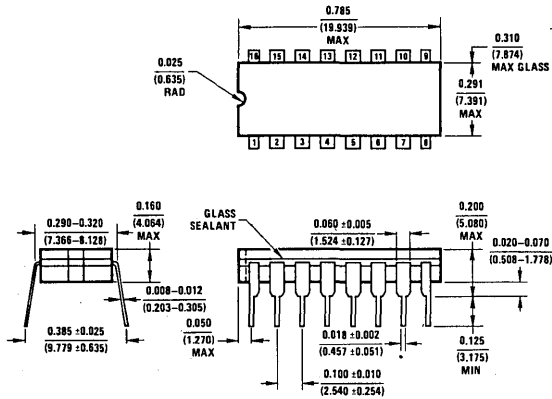 0.785
(19.939)
MAX
0.025
(0.635)
RAD
16 15 14 13 12 11 10 9
1 2 3 4 5 6 7 8
0.310
(7.874)
MAX GLASS
0.291
(7.391)
MAX
0.290-0.320
(7.366-8.128)
0.160
(4.064)
MAX
0.008-0.012
(0.203-0.305)
0.385 ±0.025
(9.779 ±0.635)
GLASS
SEALANT
0.060 ±0.005
(1.524 ±0.127)
0.200
(5.080)
MAX
0.020-0.070
(0.508-1.778)
0.050
(1.270)
MAX
0.018 ±0.002
(0.457 ±0.051)
0.100 ±0.010
(2.540 ±0.254)
0.125
(3.175)
MIN